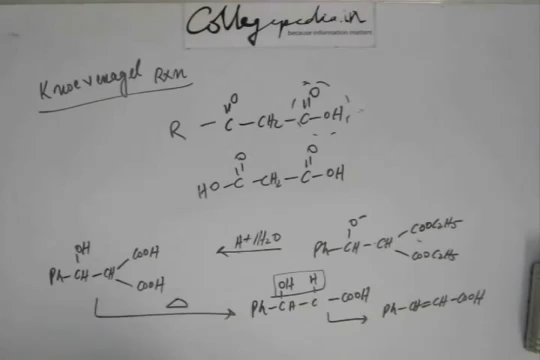 Collegepedia.in
because information matters
Knoevenagel Rxn
R – C – CH2 – C – OH
O O
HO – C – CH2 – C – OH
O O
OH
Ph – CH – CH COOH COOH
H+/H2O
O-
Ph – CH – CH COOC2H5 COOC2H5
△
OH H
Ph – CH – C – COOH
Ph – CH = CH – COOH